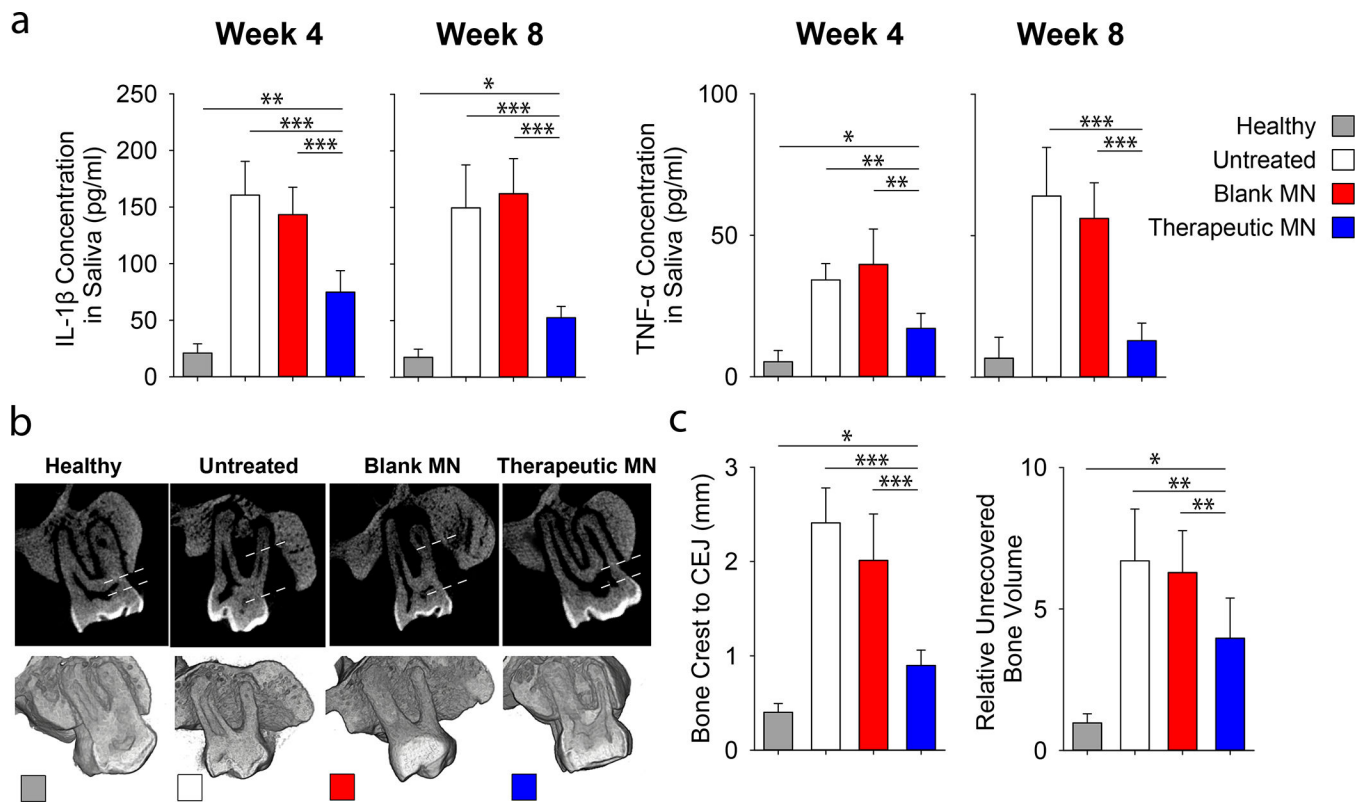 a
Week 4
Week 8
Week 4
Week 8
IL-1β Concentration
in Saliva (pg/ml)
250
200
150
100
50
0
**
***
***
*
***
***
TNF-α Concentration
in Saliva (pg/ml)
100
50
0
*
**
**
***
***
Healthy
Untreated
Blank MN
Therapeutic MN
b
Healthy
Untreated
Blank MN
Therapeutic MN
c
Bone Crest to CEJ (mm)
3
2
1
0
*
***
***
Relative Unrecovered
Bone Volume
10
5
0
*
**
**